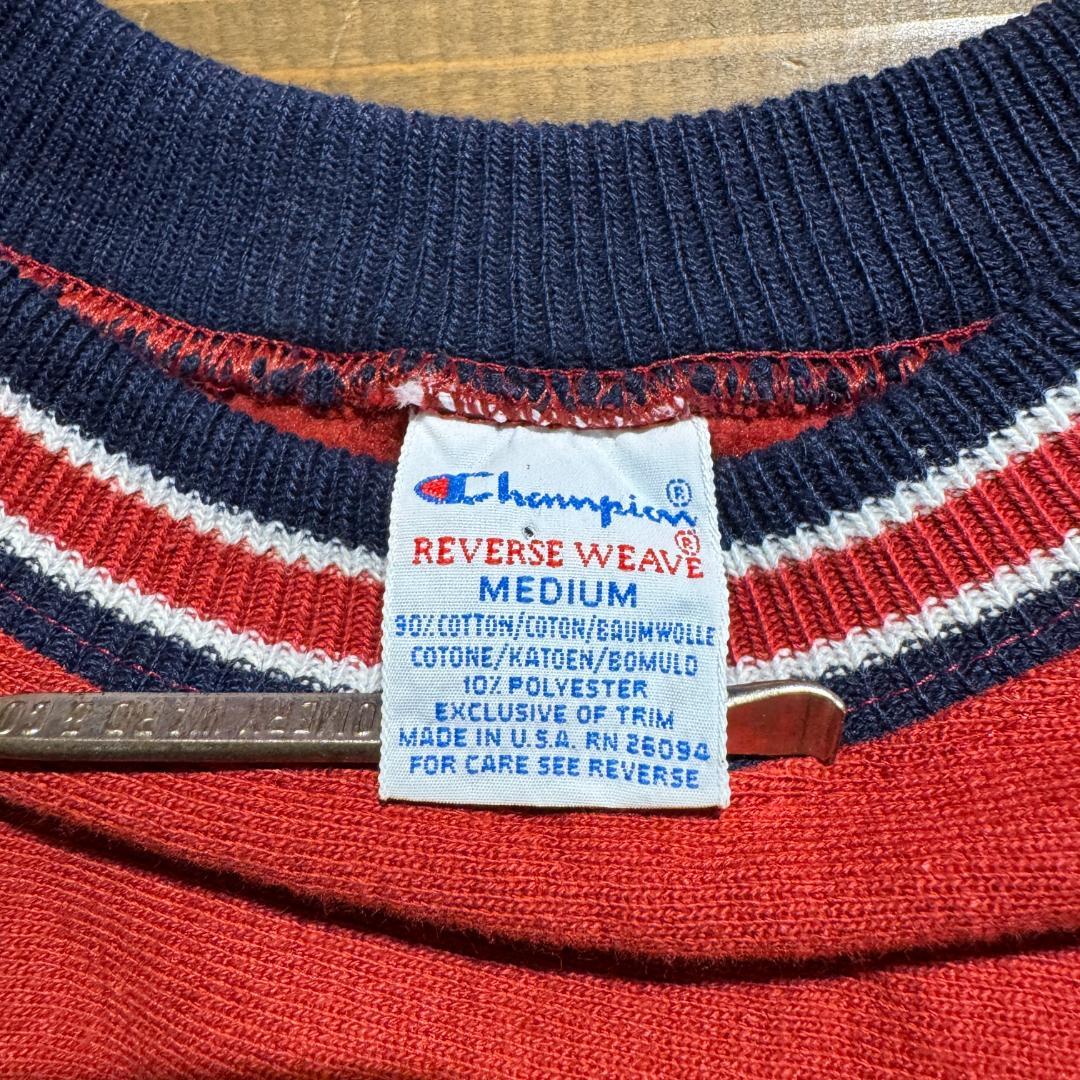 Champion®
REVERSE WEAVE®
MEDIUM
90% COTTON/COTON/BAUMWOLLE
COTONE/KATOEN/BOMULD
10% POLYESTER
EXCLUSIVE OF TRIM
MADE IN U.S.A. RN 26094
FOR CARE SEE REVERSE